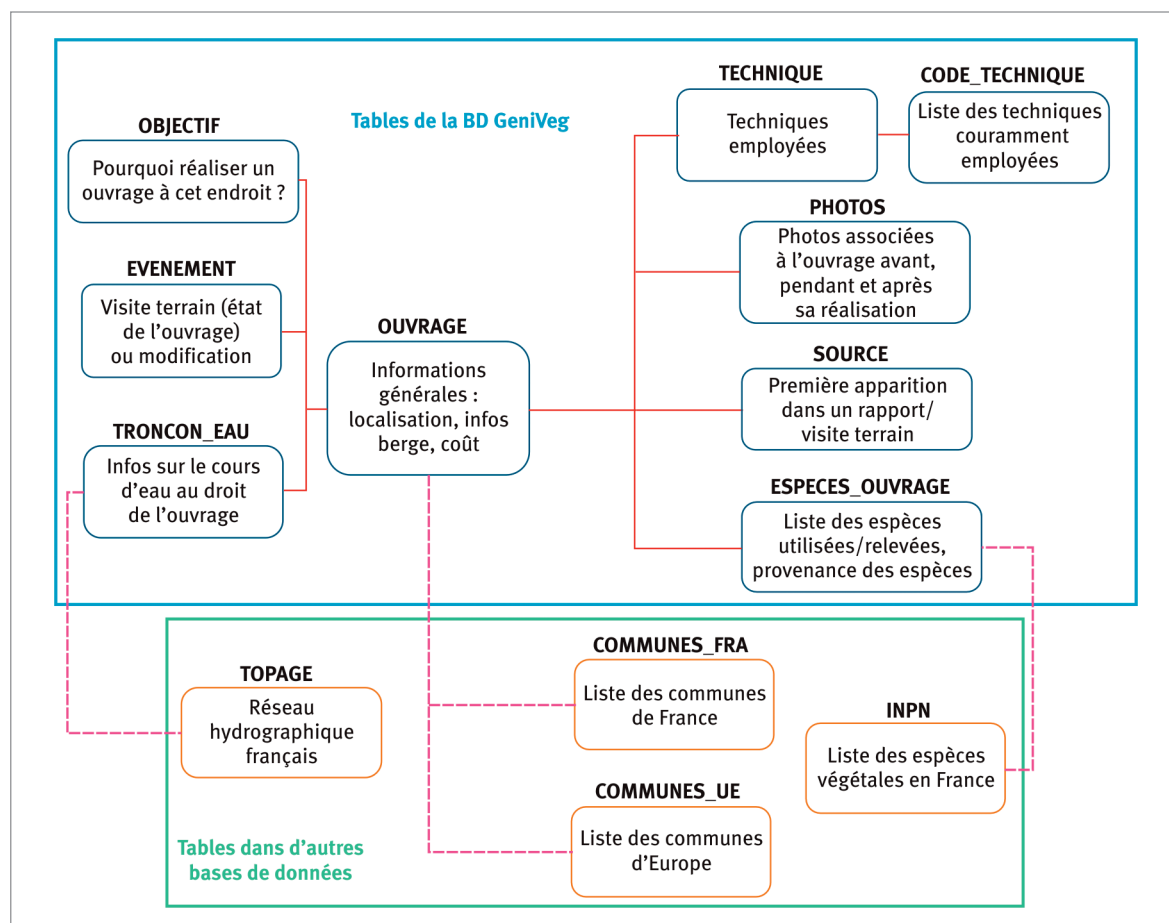 Tables de la BD GeniVeg
OBJECTIF
Pourquoi réaliser un
ouvrage à cet endroit ?
EVENEMENT
Visite terrain (état
de l’ouvrage)
ou modification
TRONCON_EAU
Infos sur le cours
d’eau au droit
de l’ouvrage
OUVRAGE
Informations
générales :
localisation, infos
berge, coût
TECHNIQUE
Techniques
employées
CODE_TECHNIQUE
Liste des techniques
couramment
employées
PHOTOS
Photos associées
à l’ouvrage avant,
pendant et après
sa réalisation
SOURCE
Première apparition
dans un rapport/
visite terrain
ESPECES_OUVRAGE
Liste des espèces
utilisées/relevées,
provenance des espèces
TOPAGE
Réseau
hydrographique
français
COMMUNES_FRA
Liste des communes
de France
COMMUNES_UE
Liste des communes
d’Europe
INPN
Liste des espèces
végétales en France
Tables dans d’autres
bases de données